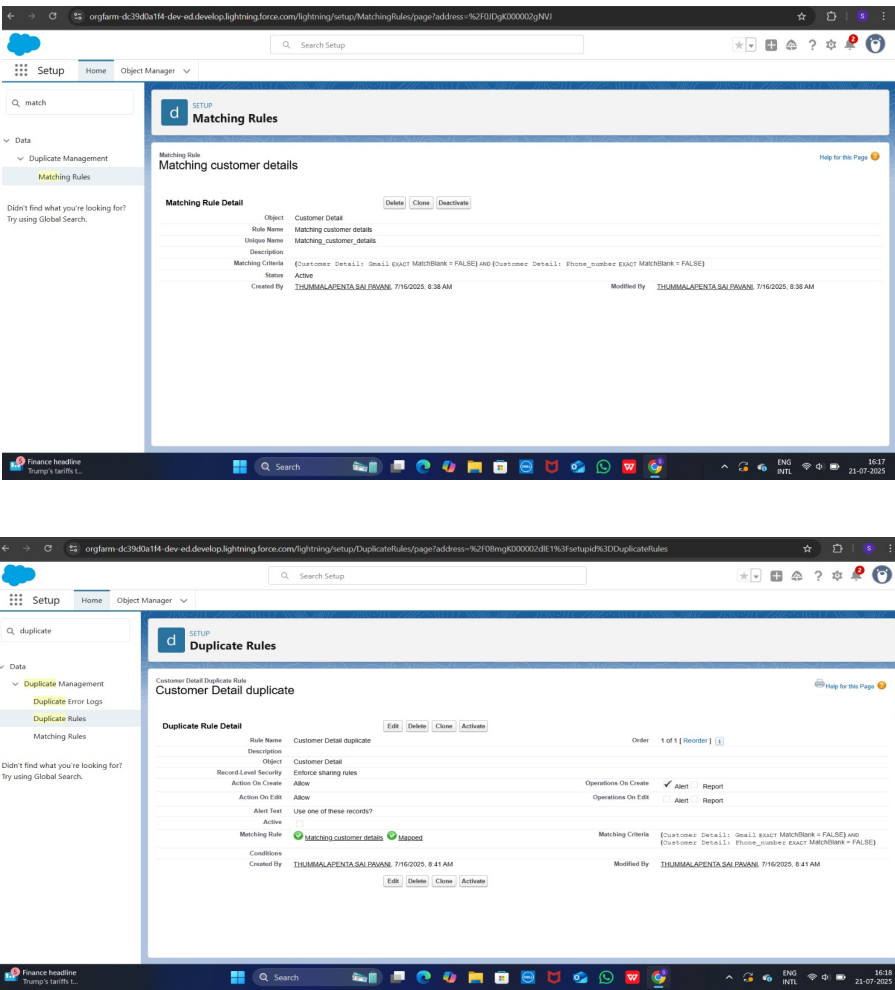 orgfarm-dc39d0a1f4-dev-ed.develop.lightning.force.com/lightning/setup/MatchingRules/page?address=%2F0JDgK000002gNVJ
S
Search Setup
2
Setup Home Object Manager
match
SETUP
d Matching Rules
Data
Duplicate Management
Matching Rules
Didn't find what you're looking for?
Try using Global Search.
Matching Rule
Matching customer details
Help for this Page
Matching Rule Detail Delete Clone Deactivate
Object Customer Detail
Rule Name Matching customer details
Unique Name Matching_customer_details
Description
Matching Criteria (Customer Detail: Gmail EXACT MatchBlank = FALSE) AND (Customer Detail: Phone_number EXACT MatchBlank = FALSE)
Status Active
Created By THUMMALAPENTA SAI PAVANI, 7/16/2025, 8:38 AM Modified By THUMMALAPENTA SAI PAVANI, 7/16/2025, 8:38 AM
5 Finance headline
Trump's tariffs t...
Search
ENG
INTL
16:17
21-07-2025
orgfarm-dc39d0a1f4-dev-ed.develop.lightning.force.com/lightning/setup/DuplicateRules/page?address=%2F0BmgK000002dlE1%3Fsetupid%3DDuplicateRules
S
Search Setup
2
Setup Home Object Manager
duplicate
SETUP
d Duplicate Rules
Data
Duplicate Management
Duplicate Error Logs
Duplicate Rules
Matching Rules
Didn't find what you're looking for?
Try using Global Search.
Customer Detail Duplicate Rule
Customer Detail duplicate
Help for this Page
Duplicate Rule Detail Edit Delete Clone Activate
Rule Name Customer Detail duplicate Order 1 of 1 [ Reorder ] i
Description
Object Customer Detail
Record-Level Security Enforce sharing rules
Action On Create Allow Operations On Create Alert Report
Action On Edit Allow Operations On Edit Alert Report
Alert Text Use one of these records?
Active
Matching Rule Matching customer details Mapped Matching Criteria (Customer Detail: Gmail EXACT MatchBlank = FALSE) AND
(Customer Detail: Phone_number EXACT MatchBlank = FALSE)
Conditions
Created By THUMMALAPENTA SAI PAVANI, 7/16/2025, 8:41 AM Modified By THUMMALAPENTA SAI PAVANI, 7/16/2025, 8:41 AM
Edit Delete Clone Activate
5 Finance headline
Trump's tariffs t...
Search
ENG
INTL
16:18
21-07-2025